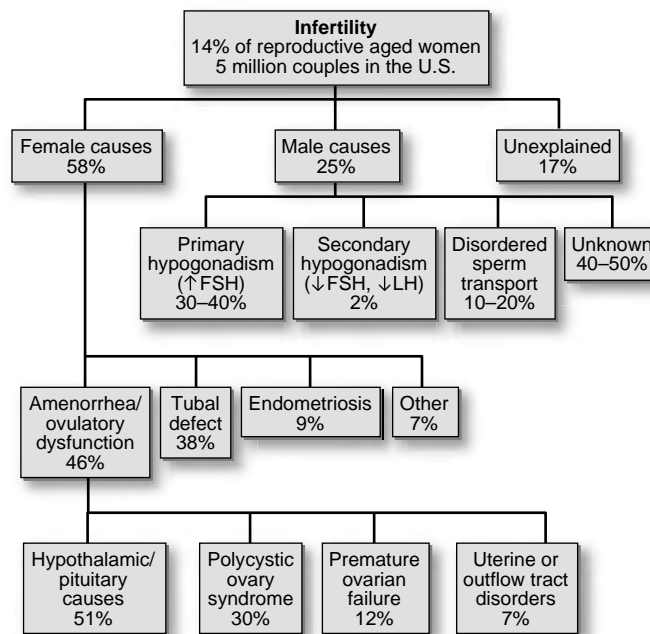 Infertility
14% of reproductive aged women
5 million couples in the U.S.
Female causes
58%
Male causes
25%
Unexplained
17%
Primary
hypogonadism
(↑FSH)
30–40%
Secondary
hypogonadism
(↓FSH, ↓LH)
2%
Disordered
sperm
transport
10–20%
Unknown
40–50%
Amenorrhea/
ovulatory
dysfunction
46%
Tubal
defect
38%
Endometriosis
9%
Other
7%
Hypothalamic/
pituitary
causes
51%
Polycystic
ovary
syndrome
30%
Premature
ovarian
failure
12%
Uterine or
outflow tract
disorders
7%